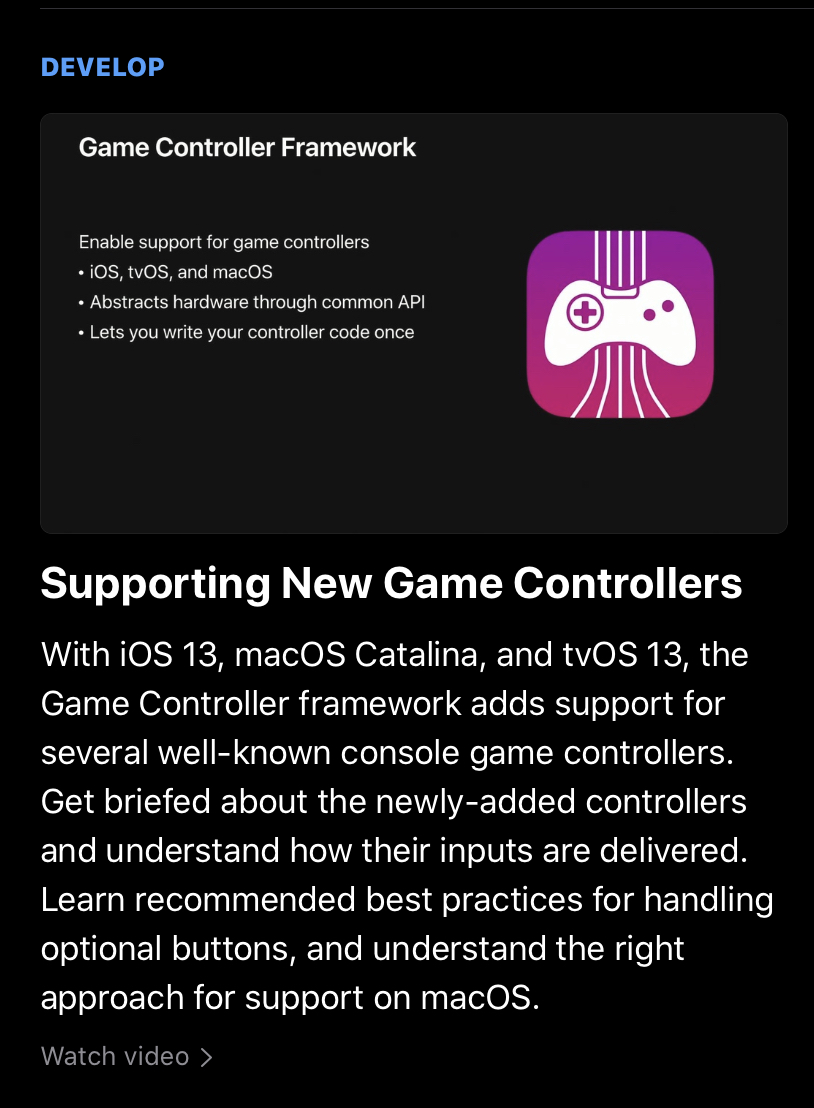 DEVELOP
Game Controller Framework
Enable support for game controllers
• iOS, tvOS, and macOS
• Abstracts hardware through common API
• Lets you write your controller code once
Supporting New Game Controllers
With iOS 13, macOS Catalina, and tvOS 13, the
Game Controller framework adds support for
several well-known console game controllers.
Get briefed about the newly-added controllers
and understand how their inputs are delivered.
Learn recommended best practices for handling
optional buttons, and understand the right
approach for support on macOS.
Watch video